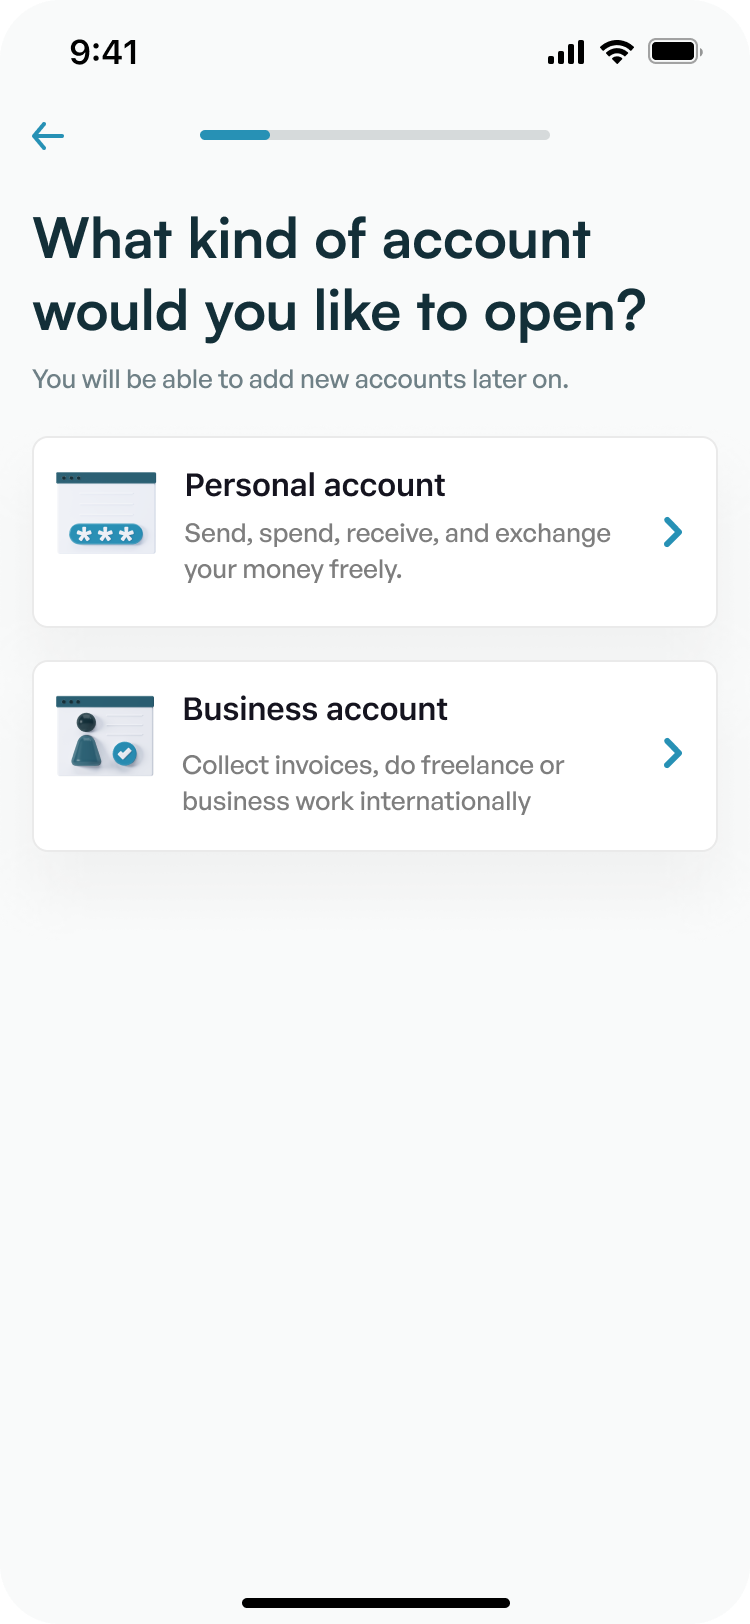 9:41
What kind of account
would you like to open?
You will be able to add new accounts later on.
Personal account
Send, spend, receive, and exchange
your money freely.
***
Business account
Collect invoices, do freelance or
business work internationally